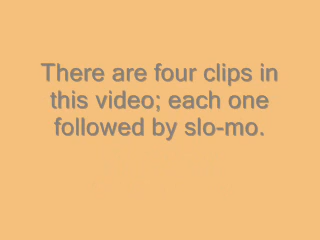 There are four clips in
this video; each one
followed by slo-mo.